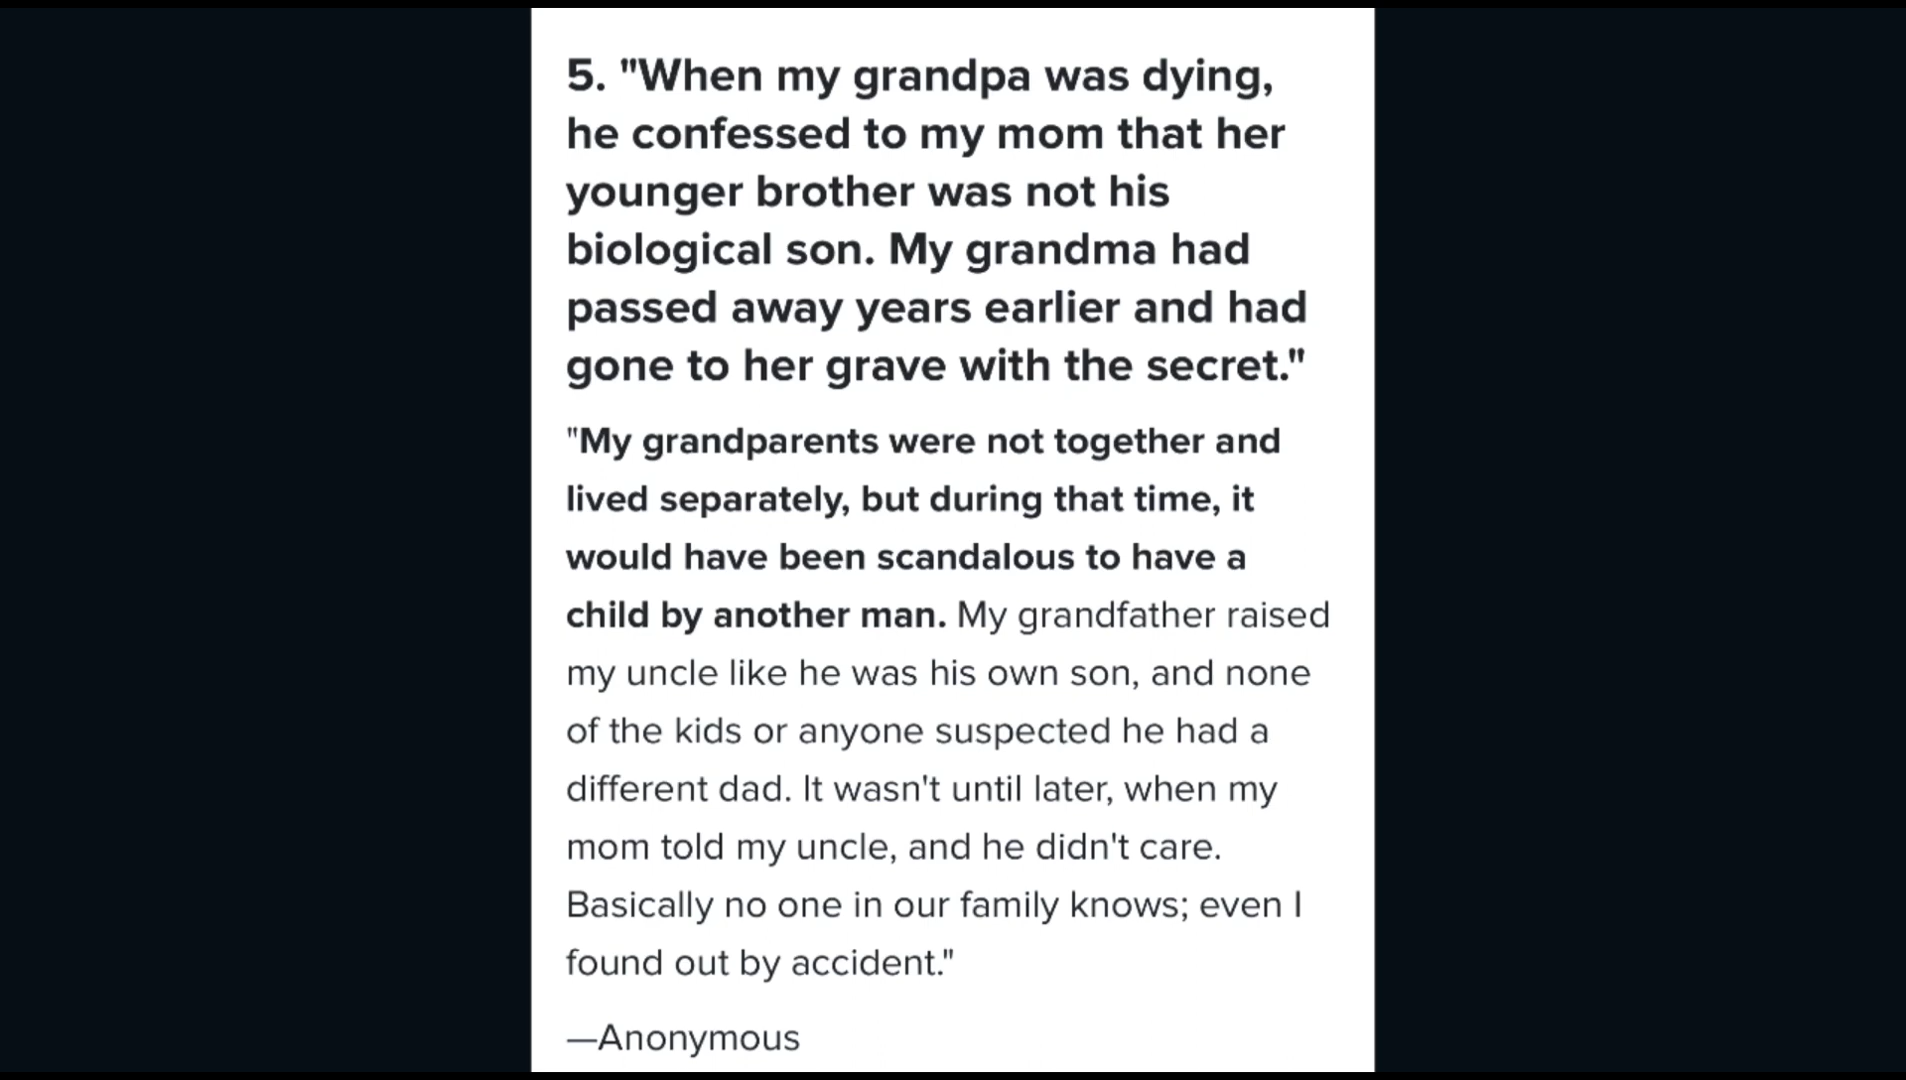 5. "When my grandpa was dying,
he confessed to my mom that her
younger brother was not his
biological son. My grandma had
passed away years earlier and had
gone to her grave with the secret."
"My grandparents were not together and
lived separately, but during that time, it
would have been scandalous to have a
child by another man. My grandfather raised
my uncle like he was his own son, and none
of the kids or anyone suspected he had a
different dad. It wasn't until later, when my
mom told my uncle, and he didn't care.
Basically no one in our family knows; even I
found out by accident."
—Anonymous